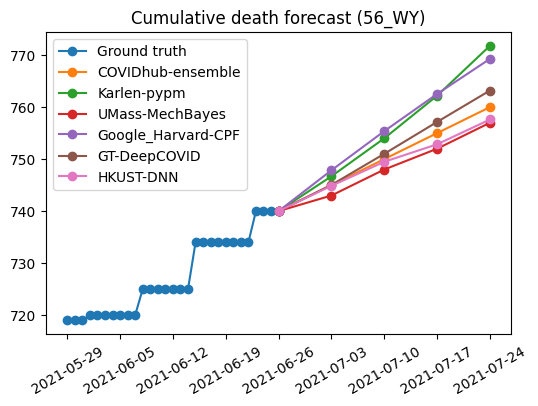 Cumulative death forecast (56_WY)
Ground truth
COVIDhub-ensemble
Karlen-pypm
UMass-MechBayes
Google_Harvard-CPF
GT-DeepCOVID
HKUST-DNN
770
760
750
740
730
720
2021-05-29
2021-06-05
2021-06-12
2021-06-19
2021-06-26
2021-07-03
2021-07-10
2021-07-17
2021-07-24